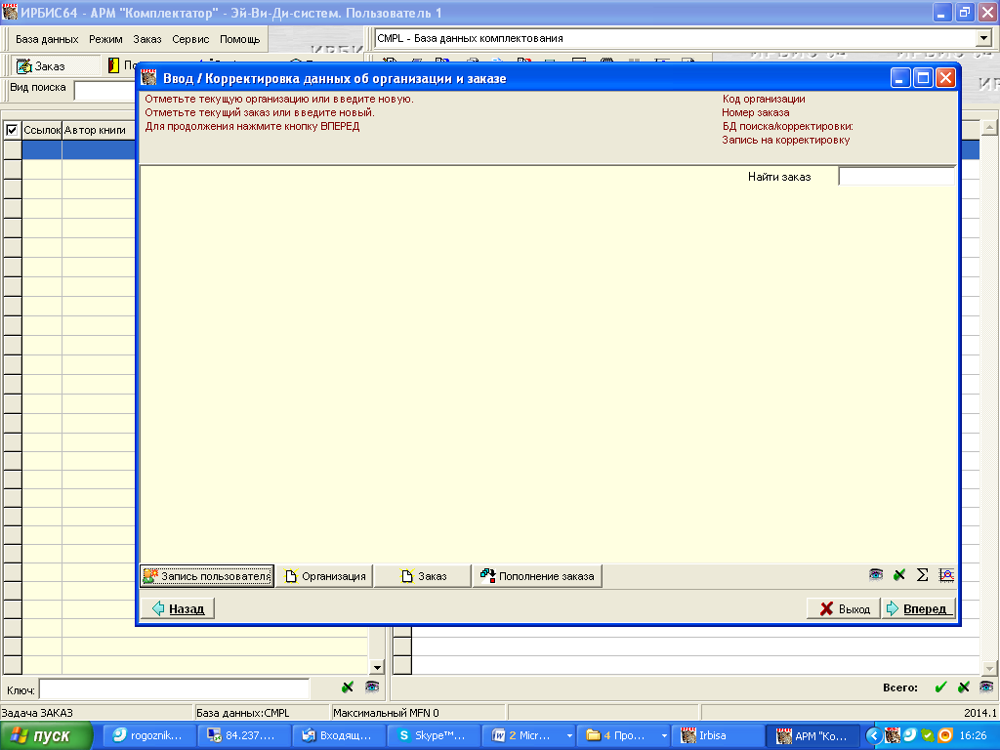 ИРБИС64 - АРМ "Комплектатор" - Эй-Ви-Ди-систем. Пользователь 1
База данных Режим Заказ Сервис Помощь
CMPL - База данных комплектования
Заказ
Вид поиска
Ввод / Корректировка данных об организации и заказе
Отметьте текущую организацию или введите новую.
Отметьте текущий заказ или введите новый.
Для продолжения нажмите кнопку ВПЕРЕД
Код организации
Номер заказа
БД поиска/корректировки:
Запись на корректировку
Ссылок Автор книги
Найти заказ
Запись пользователя Организация Заказ Пополнение заказа
Назад Выход Вперед
Ключ: Всего:
Задача ЗАКАЗ База данных:CMPL Максимальный MFN 0 2014.1
пуск rogoznik... 84.237.... Входящ... Skype™... 2 Micr... 4 Про... Irbisa АРМ "Ко... 16:26